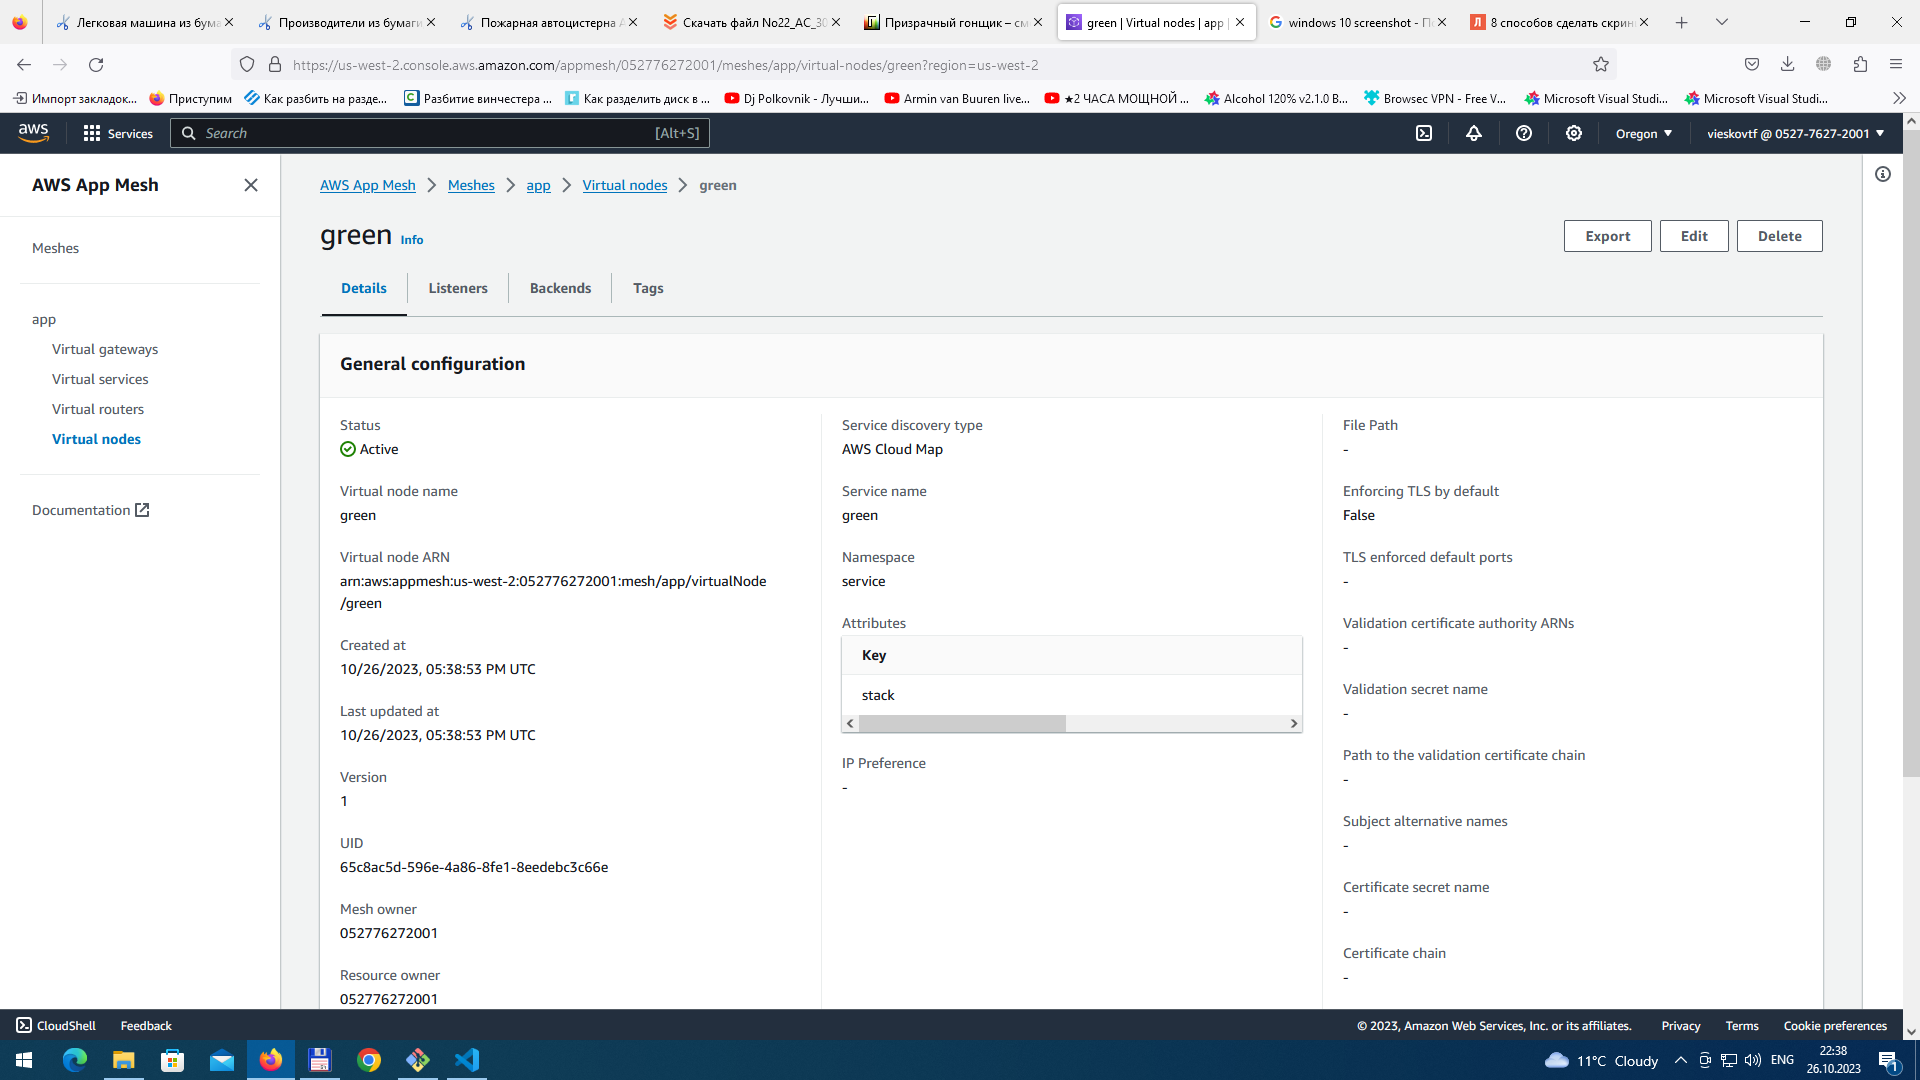 Легковая машина из бума
Производители из бумаги
Пожарная автоцистерна А
Скачать файл No22_AC_30
Призрачный гонщик – см
green | Virtual nodes | app |
windows 10 screenshot - По
8 способов сделать скрин
https://us-west-2.console.aws.amazon.com/appmesh/052776272001/meshes/app/virtual-nodes/green?region=us-west-2
Импорт закладок...
Приступим
Как разбить на разде...
Разбитие винчестера ...
Как разделить диск в ...
Dj Polkovnik - Лучши...
Armin van Buuren live...
★2 ЧАСА МОЩНОЙ ...
Alcohol 120% v2.1.0 B...
Browsec VPN - Free V...
Microsoft Visual Studi...
Microsoft Visual Studi...
aws
Services
Search
[Alt+S]
Oregon
vieskovtf @ 0527-7627-2001
AWS App Mesh
Meshes
app
Virtual gateways
Virtual services
Virtual routers
Virtual nodes
Documentation
AWS App Mesh
Meshes
app
Virtual nodes
green
green Info
Export
Edit
Delete
Details
Listeners
Backends
Tags
General configuration
Status
Active
Virtual node name
green
Virtual node ARN
arn:aws:appmesh:us-west-2:052776272001:mesh/app/virtualNode
/green
Created at
10/26/2023, 05:38:53 PM UTC
Last updated at
10/26/2023, 05:38:53 PM UTC
Version
1
UID
65c8ac5d-596e-4a86-8fe1-8eedebc3c66e
Mesh owner
052776272001
Resource owner
052776272001
Service discovery type
AWS Cloud Map
Service name
green
Namespace
service
Attributes
Key
stack
IP Preference
-
File Path
-
Enforcing TLS by default
False
TLS enforced default ports
-
Validation certificate authority ARNs
-
Validation secret name
-
Path to the validation certificate chain
-
Subject alternative names
-
Certificate secret name
-
Certificate chain
-
CloudShell
Feedback
© 2023, Amazon Web Services, Inc. or its affiliates.
Privacy
Terms
Cookie preferences
11°C Cloudy
ENG
22:38
26.10.2023
1